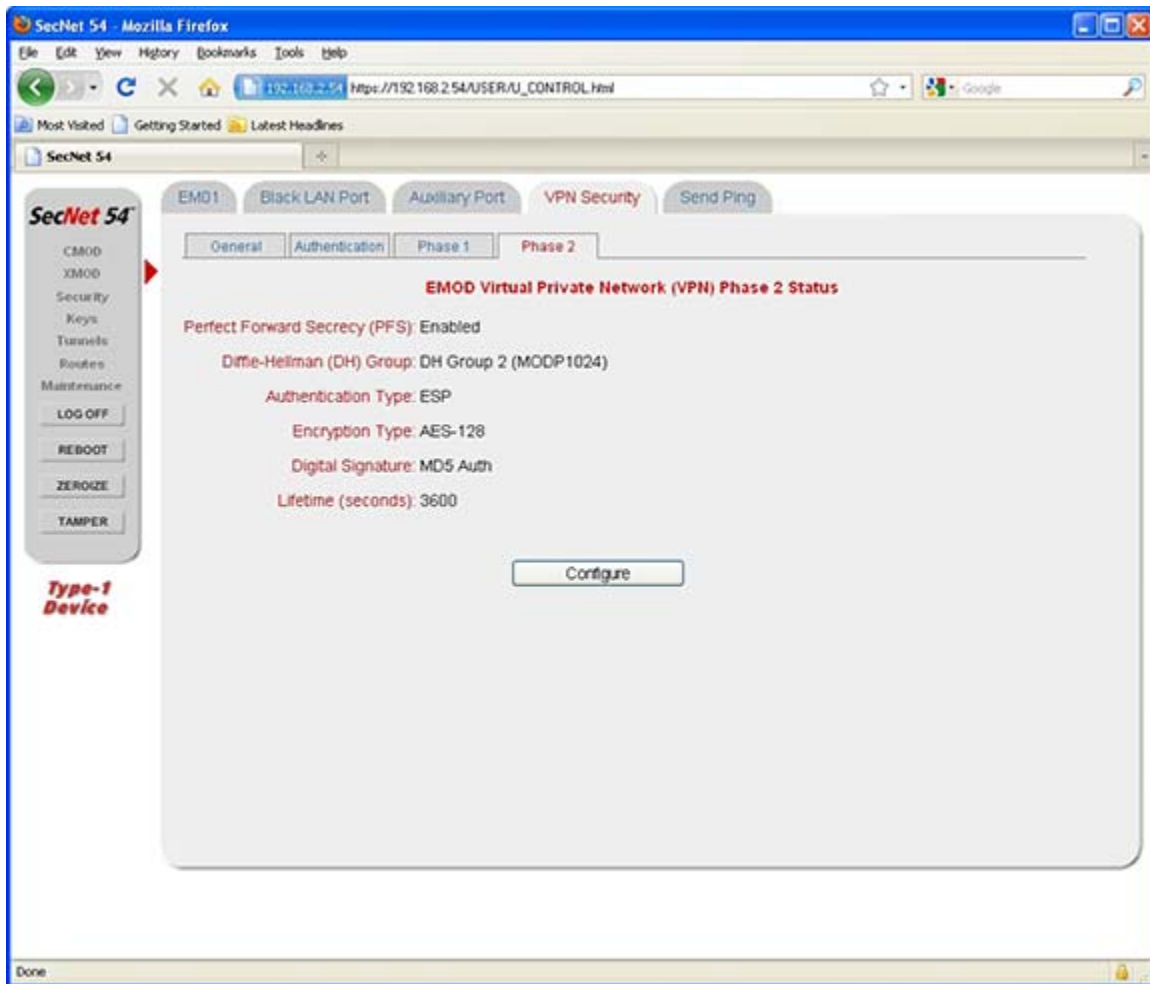 SecNet 54 - Mozilla Firefox
File Edit View History Bookmarks Tools Help
192.168.2.54 https://192.168.2.54/USER/U_CONTROL.html
Google
Most Visited Getting Started Latest Headlines
SecNet 54
EM01 Black LAN Port Auxiliary Port VPN Security Send Ping
SecNet 54™
CMOD
XMOD
Security
Keys
Tunnels
Routes
Maintenance
LOG OFF
REBOOT
ZEROIZE
TAMPER
Type-1
Device
General Authentication Phase 1 Phase 2
EMOD Virtual Private Network (VPN) Phase 2 Status
Perfect Forward Secrecy (PFS): Enabled
Diffie-Hellman (DH) Group: DH Group 2 (MODP1024)
Authentication Type: ESP
Encryption Type: AES-128
Digital Signature: MD5 Auth
Lifetime (seconds): 3600
Configure
Done